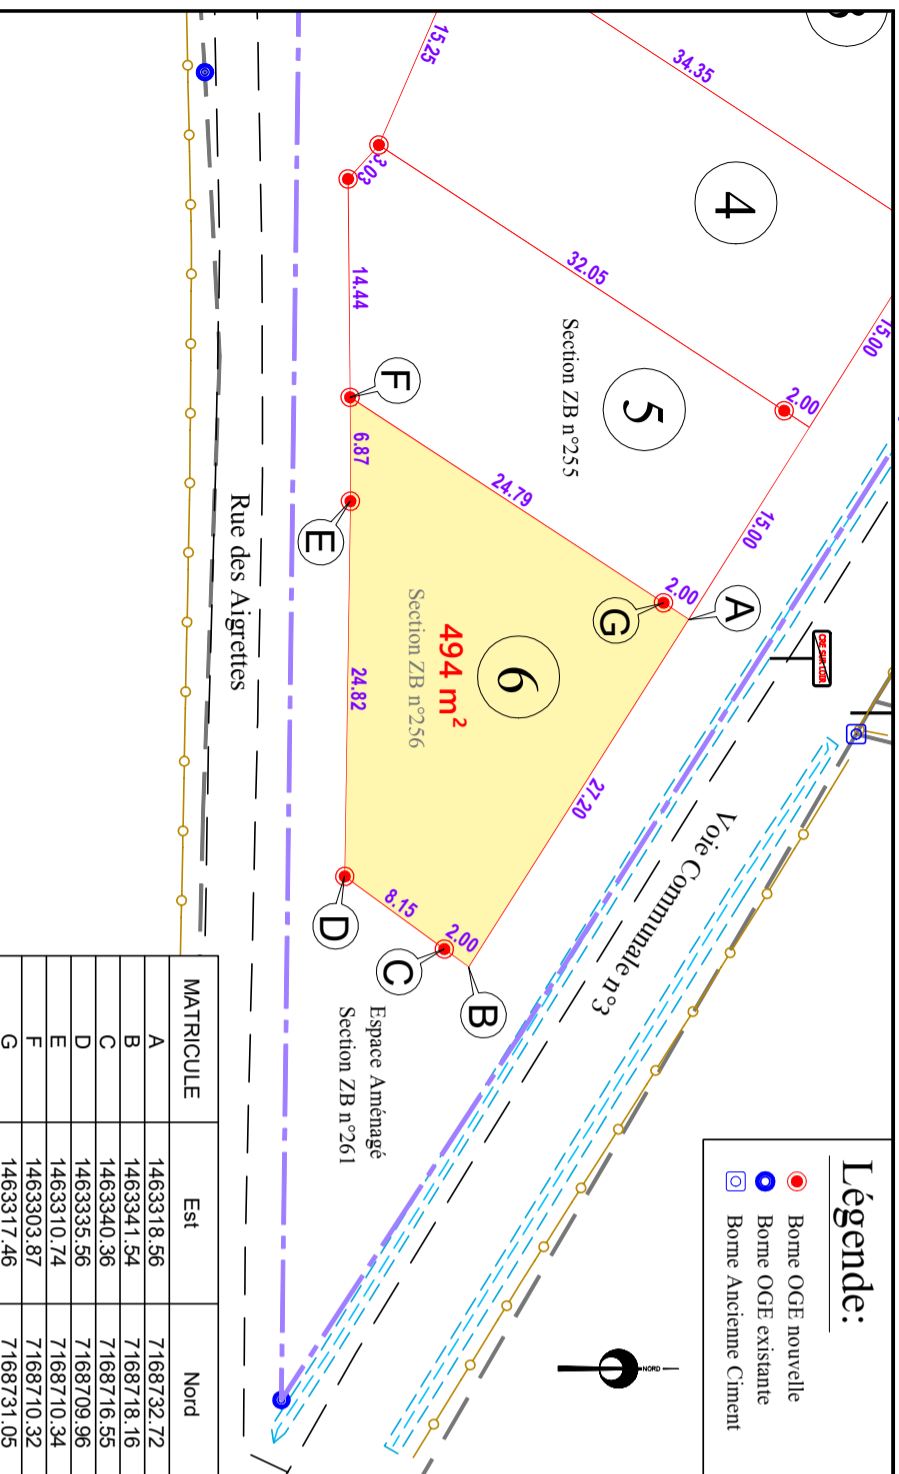 15.25
34.35
3.03
4
32.05
15.00
2.00
14.44
5
Section ZB n°255
F
6.87
24.79
15.00
2.00
A
G
E
Rue des Aigrettes
6
494 m²
Section ZB n°256
24.82
27.20
8.15
2.00
D
C
B
Voie Communale n°3
Espace Aménagé
Section ZB n°261
Légende:
Borne OGE nouvelle
Borne OGE existante
Borne Ancienne Ciment
NORD
MATRICULE Est Nord
A 1463318.56 7168732.72
B 1463341.54 7168718.16
C 1463340.36 7168716.55
D 1463335.56 7168709.96
E 1463310.74 7168710.34
F 1463303.87 7168710.32
G 1463317.46 7168731.05